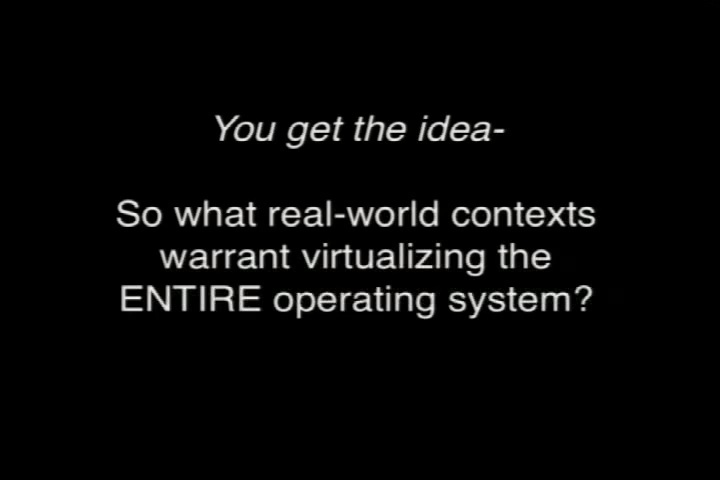 You get the idea-
So what real-world contexts
warrant virtualizing the
ENTIRE operating system?